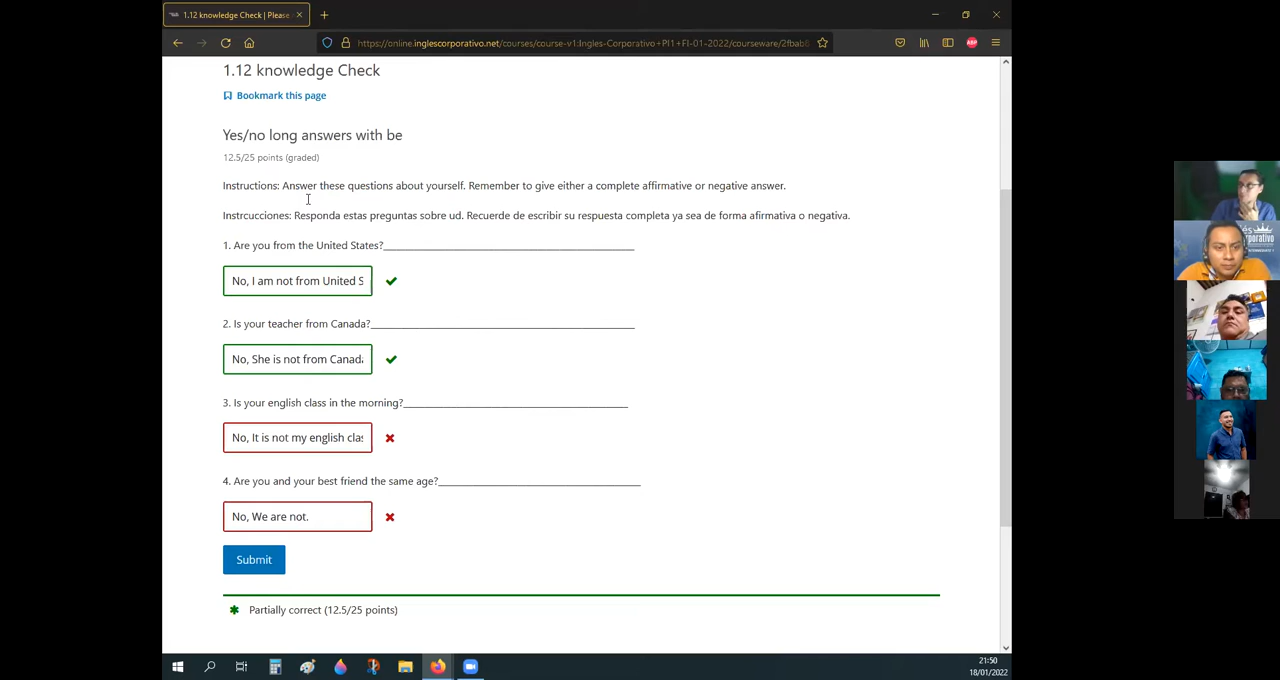 1.12 knowledge Check | Please
https://online.inglescorporativo.net/courses/course-v1:Ingles-Corporativo+PI1+FI-01-2022/courseware/2fbab8
ABP
1.12 knowledge Check
Bookmark this page
Yes/no long answers with be
12.5/25 points (graded)
Instructions: Answer these questions about yourself. Remember to give either a complete affirmative or negative answer.
Instrucciones: Responda estas preguntas sobre ud. Recuerde de escribir su respuesta completa ya sea de forma afirmativa o negativa.
1. Are you from the United States?
No, I am not from United S
2. Is your teacher from Canada?
No, She is not from Canada
3. Is your english class in the morning?
No, It is not my english clas
4. Are you and your best friend the same age?
No, We are not.
Submit
Partially correct (12.5/25 points)
21:50
18/01/2022